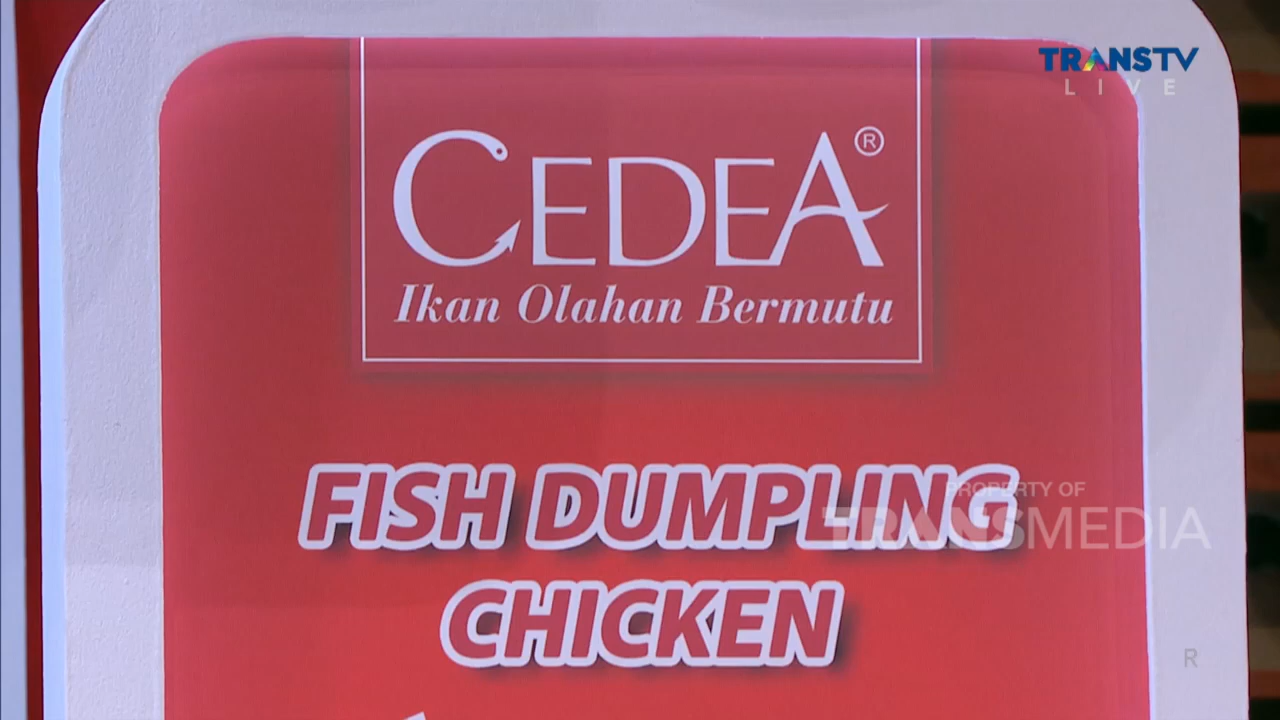 TRANSTV
LIVE
CEDEA®
Ikan Olahan Bermutu
FISH DUMPLING
CHICKEN
PROPERTY OF
TRANSMEDIA
R